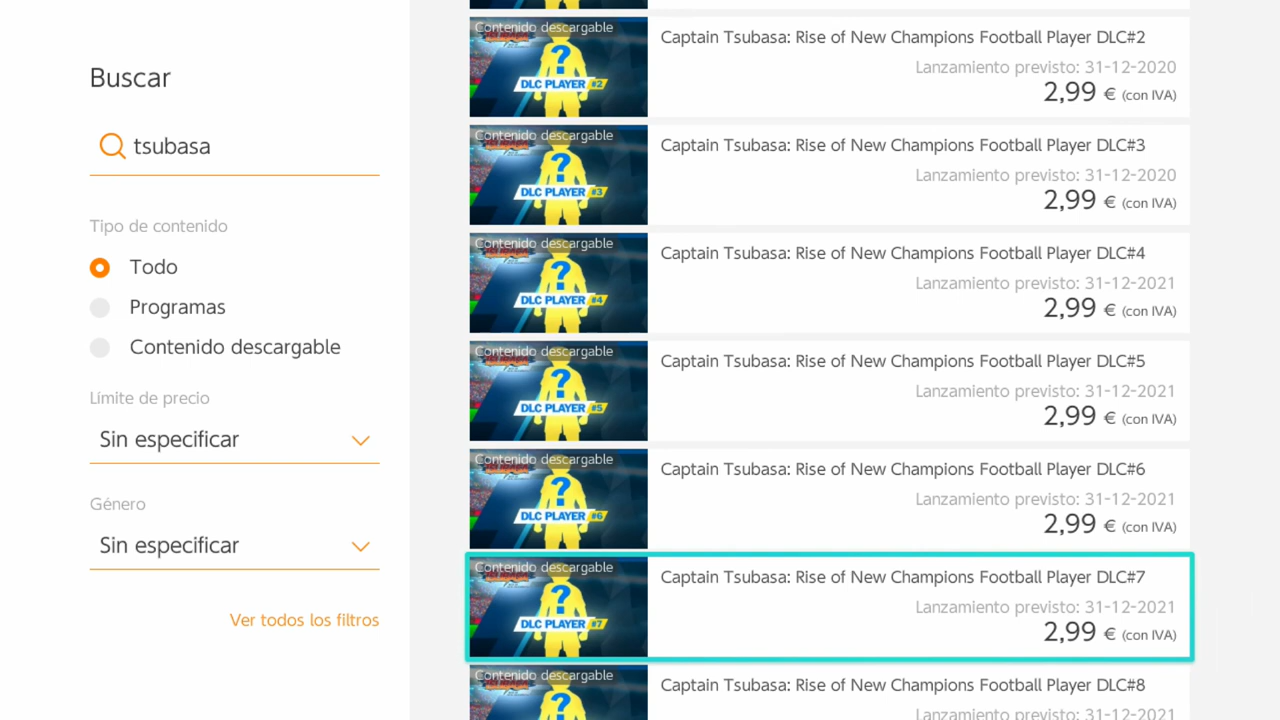 Buscar
tsubasa
Tipo de contenido
Todo
Programas
Contenido descargable
Límite de precio
Sin especificar
Género
Sin especificar
Ver todos los filtros
Contenido descargable
DLC PLAYER #2
Captain Tsubasa: Rise of New Champions Football Player DLC#2
Lanzamiento previsto: 31-12-2020
2,99 € (con IVA)
Contenido descargable
DLC PLAYER #3
Captain Tsubasa: Rise of New Champions Football Player DLC#3
Lanzamiento previsto: 31-12-2020
2,99 € (con IVA)
Contenido descargable
DLC PLAYER #4
Captain Tsubasa: Rise of New Champions Football Player DLC#4
Lanzamiento previsto: 31-12-2021
2,99 € (con IVA)
Contenido descargable
DLC PLAYER #5
Captain Tsubasa: Rise of New Champions Football Player DLC#5
Lanzamiento previsto: 31-12-2021
2,99 € (con IVA)
Contenido descargable
DLC PLAYER #6
Captain Tsubasa: Rise of New Champions Football Player DLC#6
Lanzamiento previsto: 31-12-2021
2,99 € (con IVA)
Contenido descargable
DLC PLAYER #7
Captain Tsubasa: Rise of New Champions Football Player DLC#7
Lanzamiento previsto: 31-12-2021
2,99 € (con IVA)
Contenido descargable
Captain Tsubasa: Rise of New Champions Football Player DLC#8
Lanzamiento previsto: 31-12-2021